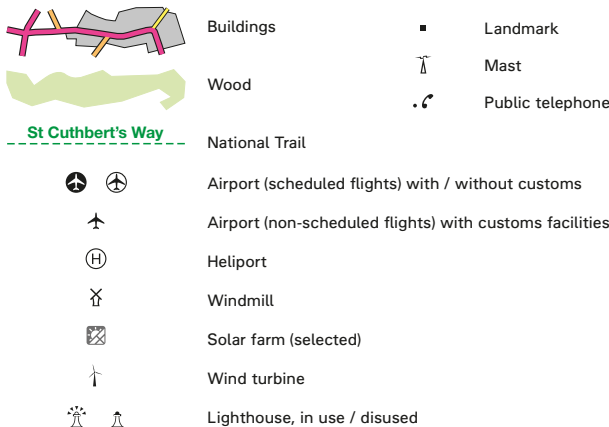 Buildings
Wood
St Cuthbert's Way
National Trail
Airport (scheduled flights) with / without customs
Airport (non-scheduled flights) with customs facilities
H
Heliport
Windmill
Solar farm (selected)
Wind turbine
Lighthouse, in use / disused
Landmark
Mast
Public telephone